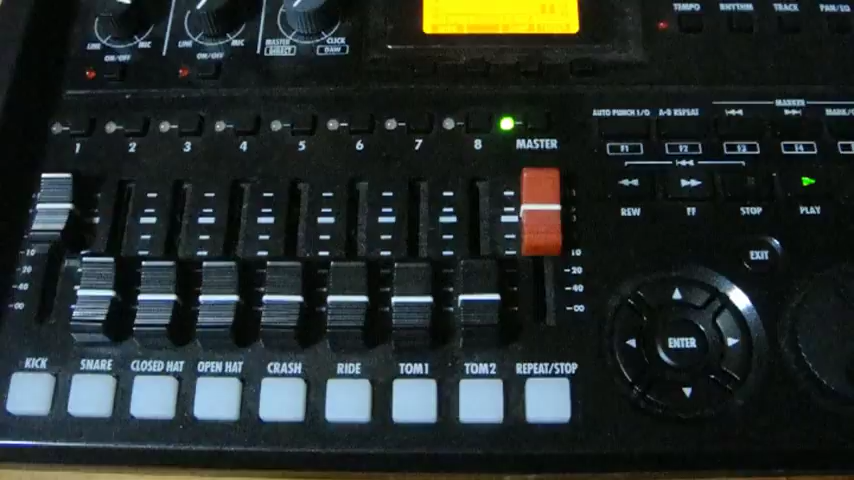 TEMPO RHYTHM TRACK PAN/EQ
LINE MIC LINE MIC MASTER CLICK
DIRECT DAW
ON/OFF ON/OFF
MARKER
AUTO PUNCH I/O A-B REPEAT
1 2 3 4 5 6 7 8 MASTER
F1 F2 F3 F4
REW FF STOP PLAY
-10 10
-20 -20
-40 -40
-∞ -∞
EXIT
ENTER
KICK SNARE CLOSED HAT OPEN HAT CRASH RIDE TOM1 TOM2 REPEAT/STOP